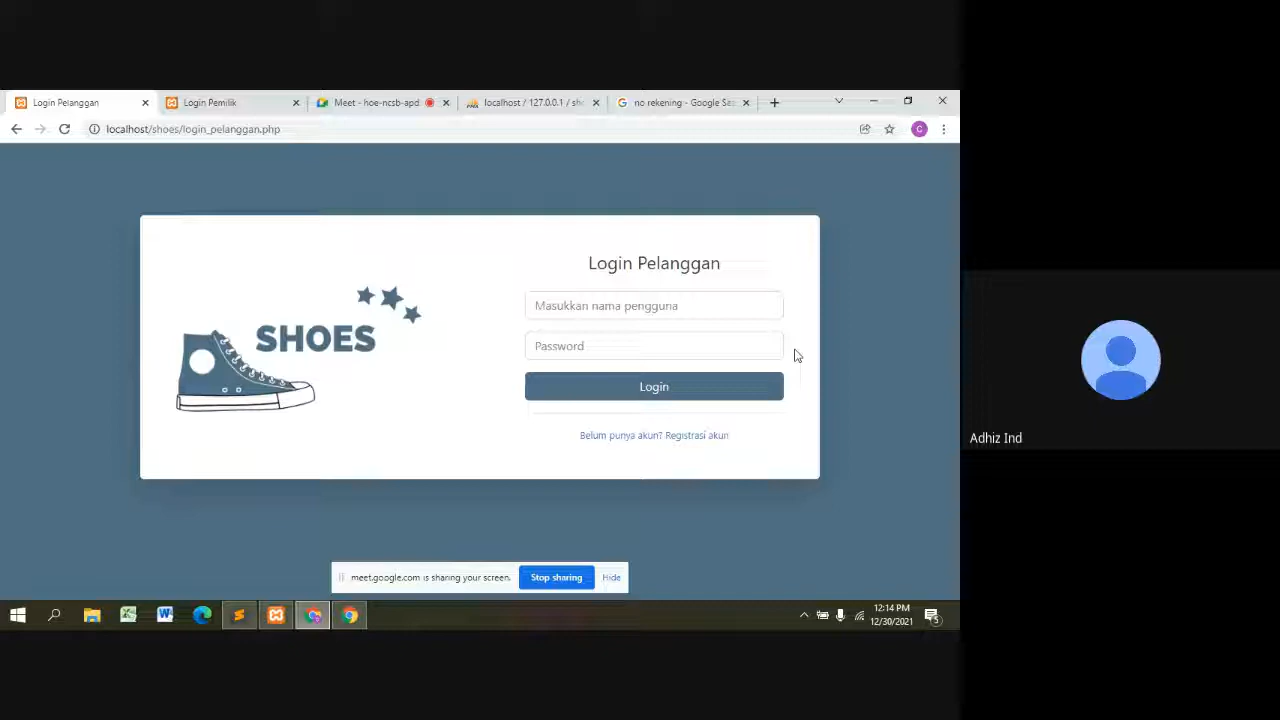 Login Pelanggan
Login Pemilik
Meet - hoe-ncsb-apd
localhost / 127.0.0.1 / sh
no rekening - Google Se
localhost/shoes/login_pelanggan.php
C
SHOES
Login Pelanggan
Masukkan nama pengguna
Password
Login
Belum punya akun? Registrasi akun
Adhiz Ind
meet.google.com is sharing your screen.
Stop sharing
Hide
12:14 PM
12/30/2021
5